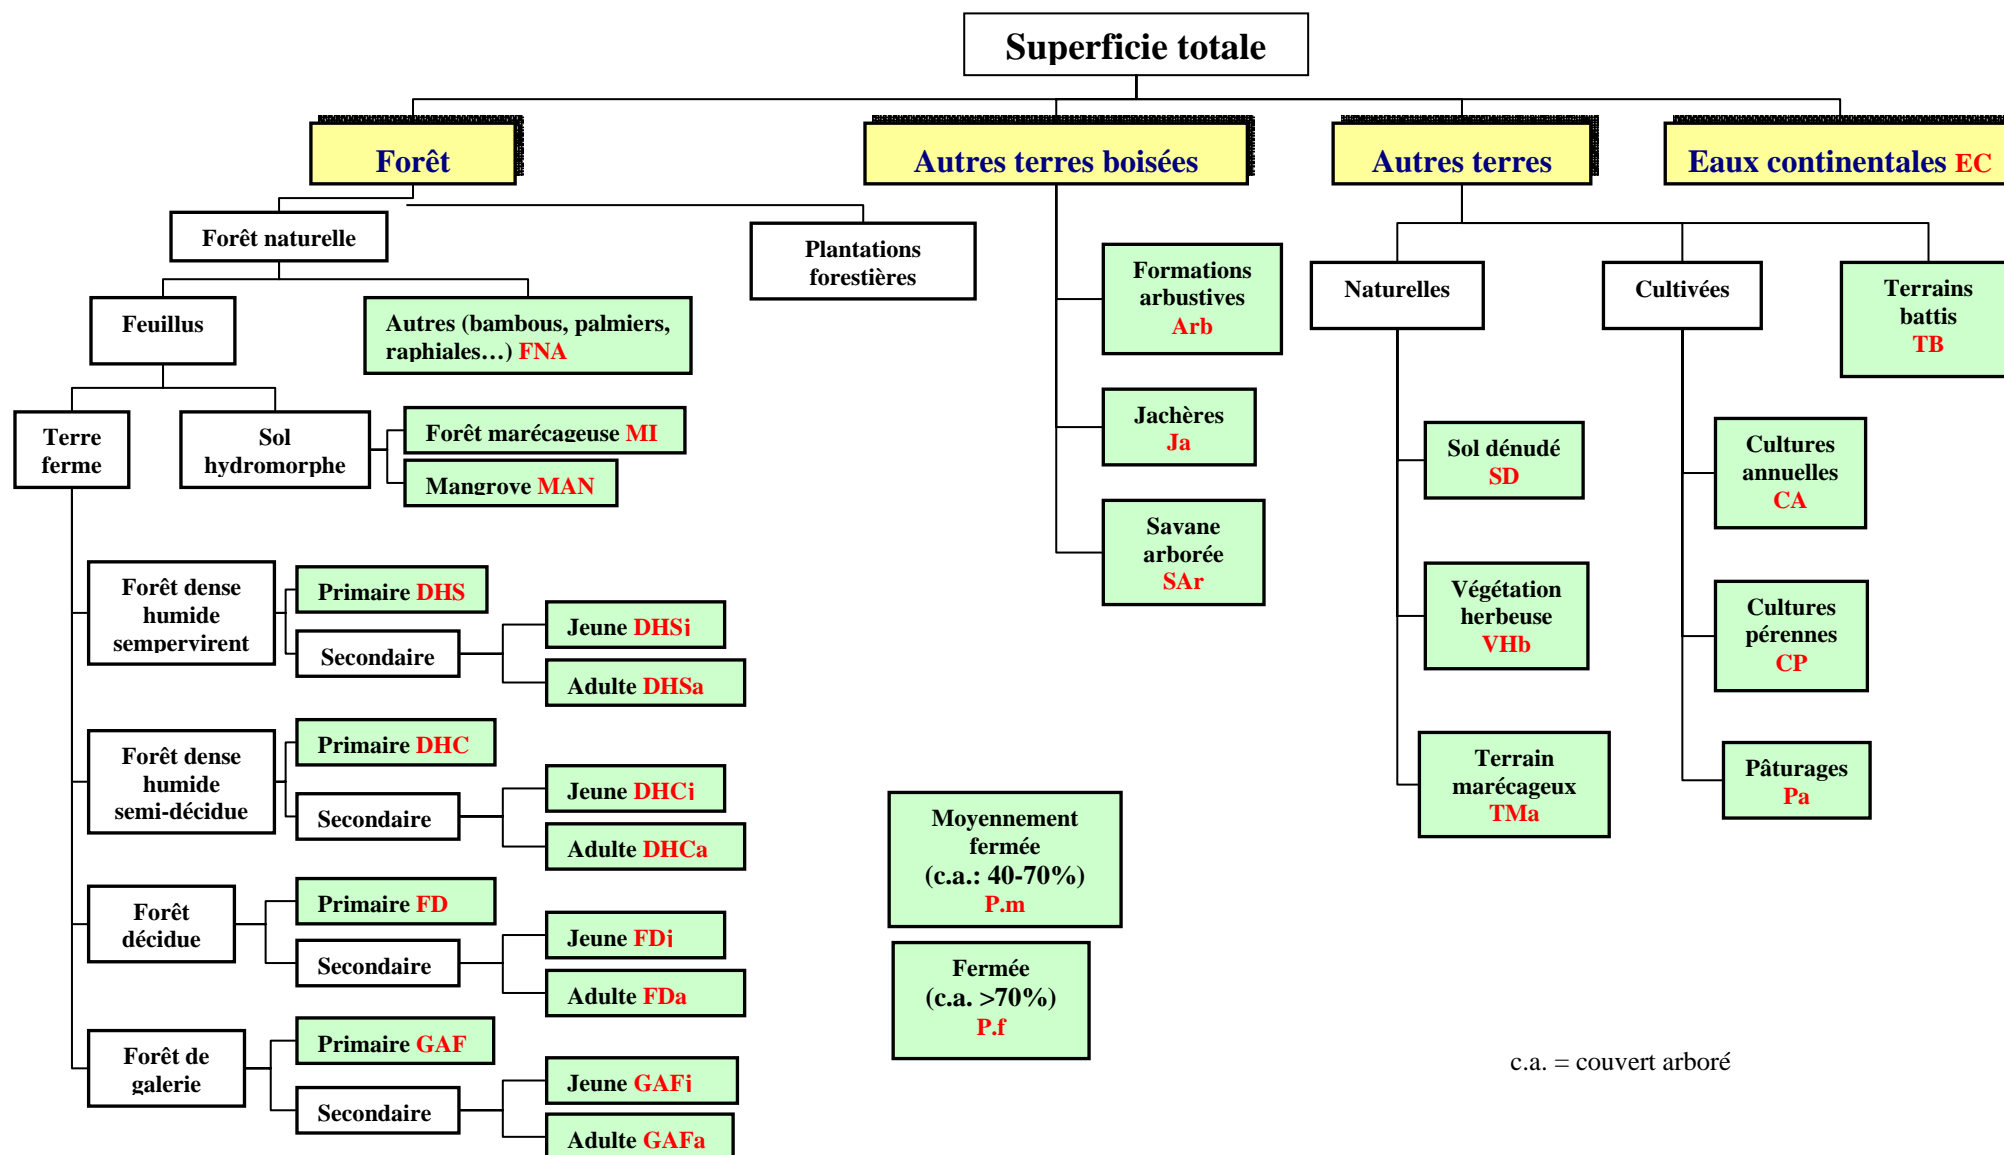 Superficie totale
Forêt
Autres terres boisées
Autres terres
Eaux continentales EC
Forêt naturelle
Plantations
forestières
Feuillus
Autres (bambous, palmiers,
raphiales…) FNA
Terre
ferme
Sol
hydromorphe
Forêt marécageuse MI
Mangrove MAN
Forêt dense
humide
sempervirent
Primaire DHS
Secondaire
Jeune DHSj
Adulte DHSa
Forêt dense
humide
semi-décidue
Primaire DHC
Secondaire
Jeune DHCj
Adulte DHCa
Forêt
décidue
Primaire FD
Secondaire
Jeune FDj
Adulte FDa
Forêt de
galerie
Primaire GAF
Secondaire
Jeune GAFj
Adulte GAFa
Moyennement
fermée
(c.a.: 40-70%)
P.m
Fermée
(c.a. >70%)
P.f
Formations
arbustives
Arb
Jachères
Ja
Savane
arborée
SAr
Naturelles
Sol dénudé
SD
Végétation
herbeuse
VHb
Terrain
marécageux
TMa
Cultivées
Cultures
annuelles
CA
Cultures
pérennes
CP
Pâturages
Pa
Terrains
battis
TB
c.a. = couvert arboré